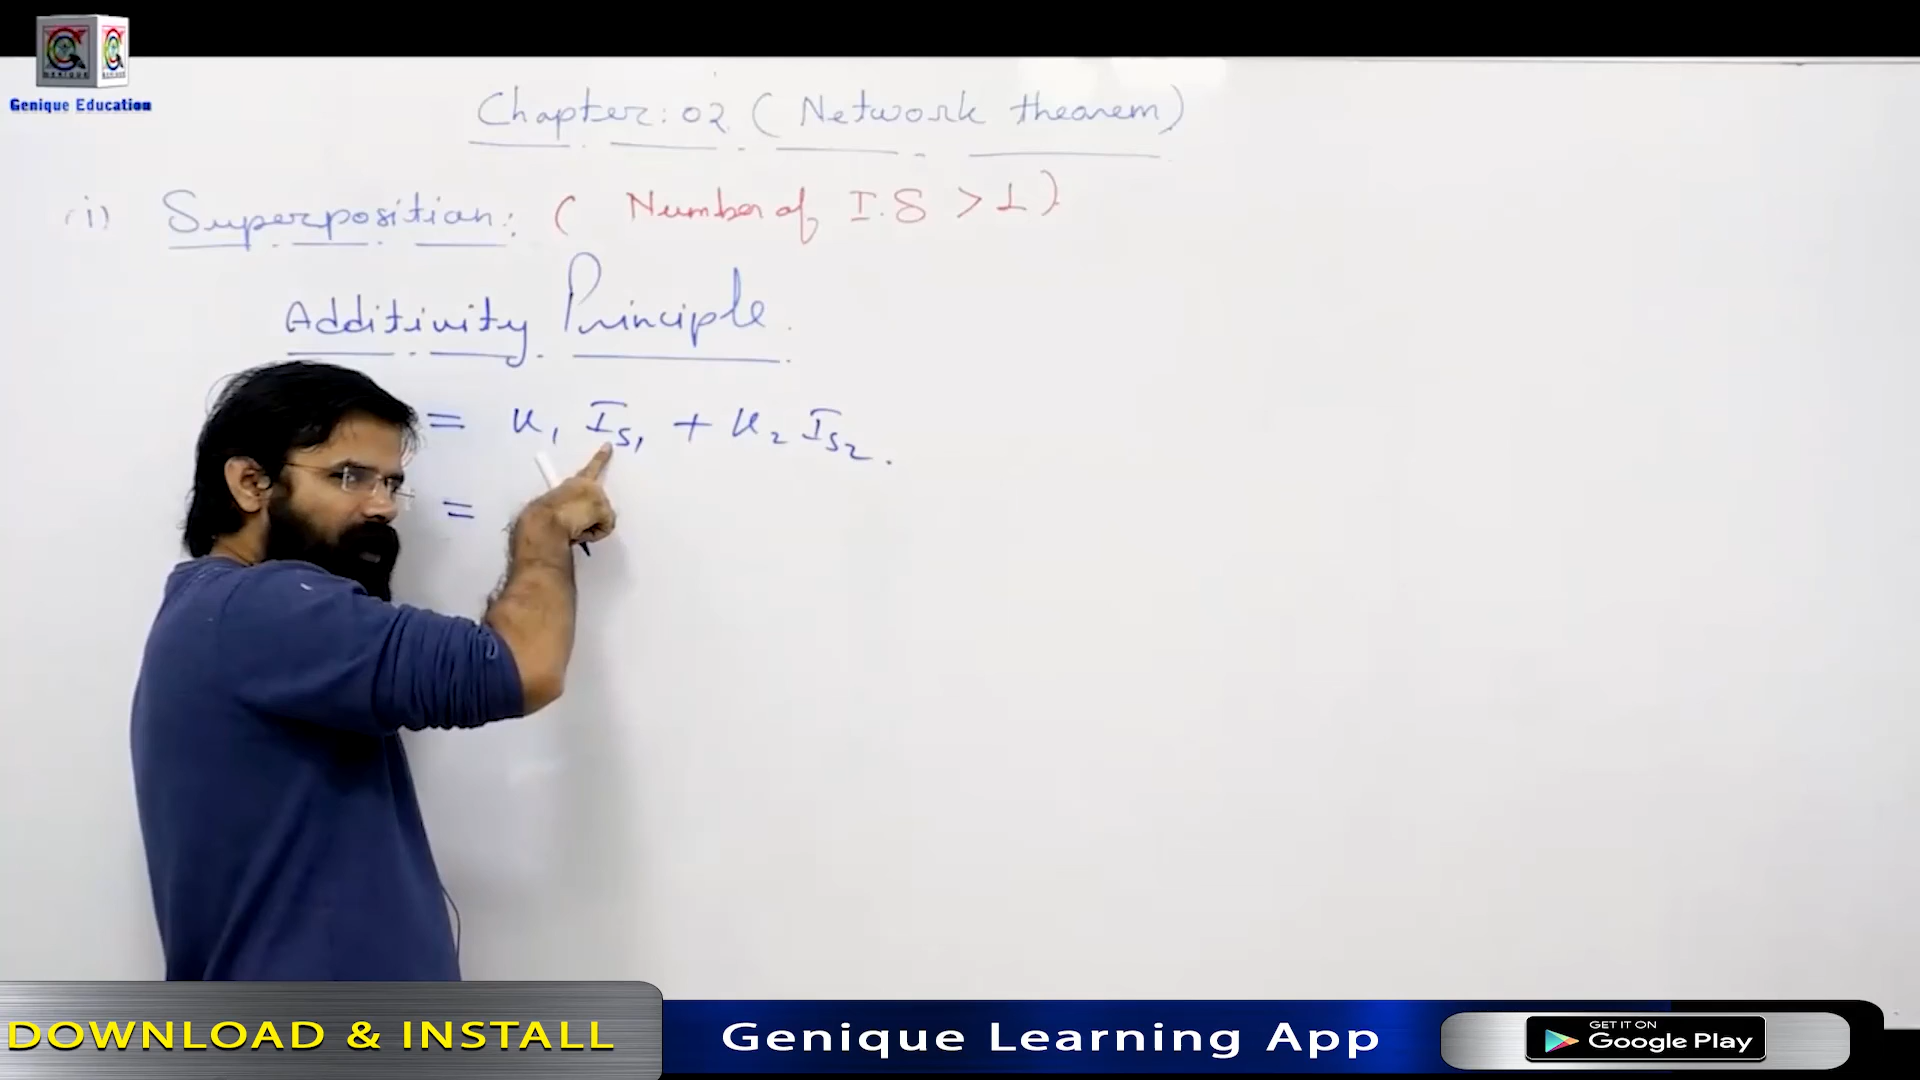 Genique Education
Chapter: 02 (Network theorem)
(i) Superposition: (Number of I.S > 1)
Additivity Principle.
= K₁ Iₛ₁ + K₂ Iₛ₂.
=
DOWNLOAD & INSTALL
Genique Learning App
GET IT ON
Google Play